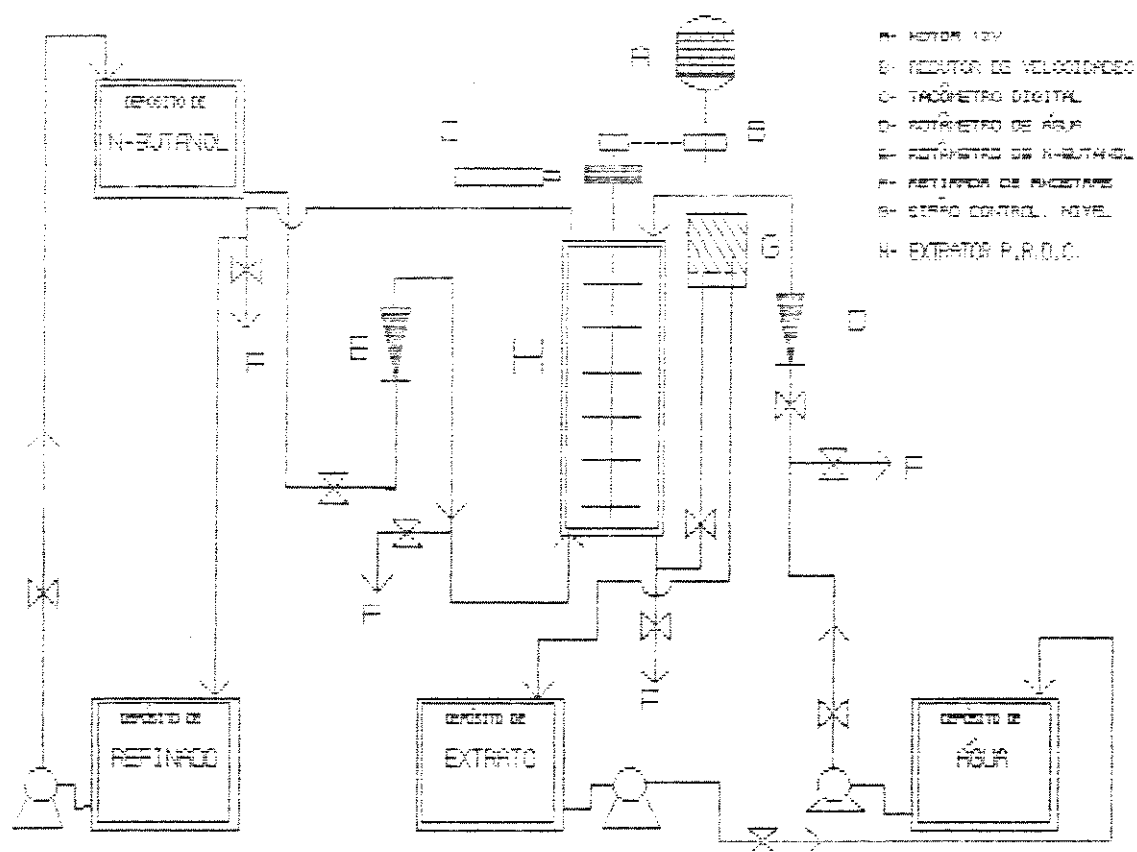 A- MOTOR 12V
B- REDUTOR DE VELOCIDADES
C- TACÔMETRO DIGITAL
D- ROTÂMETRO DE ÁGUA
E- ROTÂMETRO DE N-BUTANOL
F- RETIRADA DE AMOSTRAS
G- SIFÃO CONTROL. NIVEL
H- EXTRATOR P.R.D.C.
A
B
C
DEPÓSITO DE
N-BUTANOL
G
D
E
H
F
F
F
F
DEPÓSITO DE
REFINADO
DEPÓSITO DE
EXTRATO
DEPÓSITO DE
ÁGUA